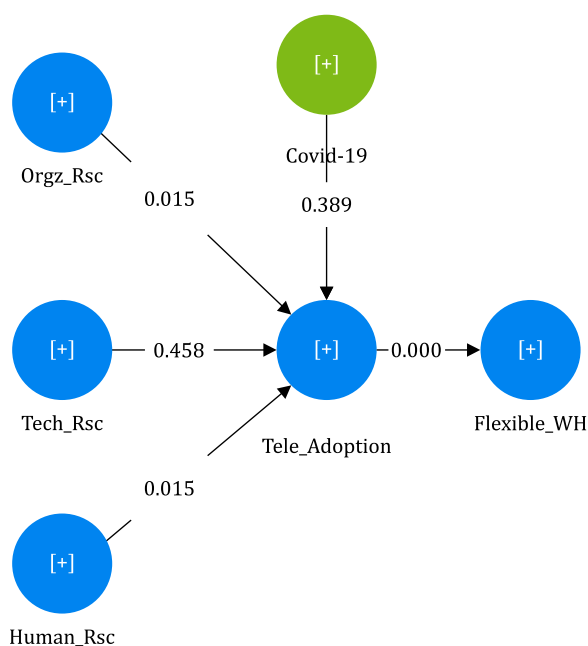 [+]
Covid-19
[+]
Orgz_Rsc
0.015
0.389
[+]
Tech_Rsc
0.458
[+]
Tele_Adoption
0.000
[+]
Flexible_WH
0.015
[+]
Human_Rsc